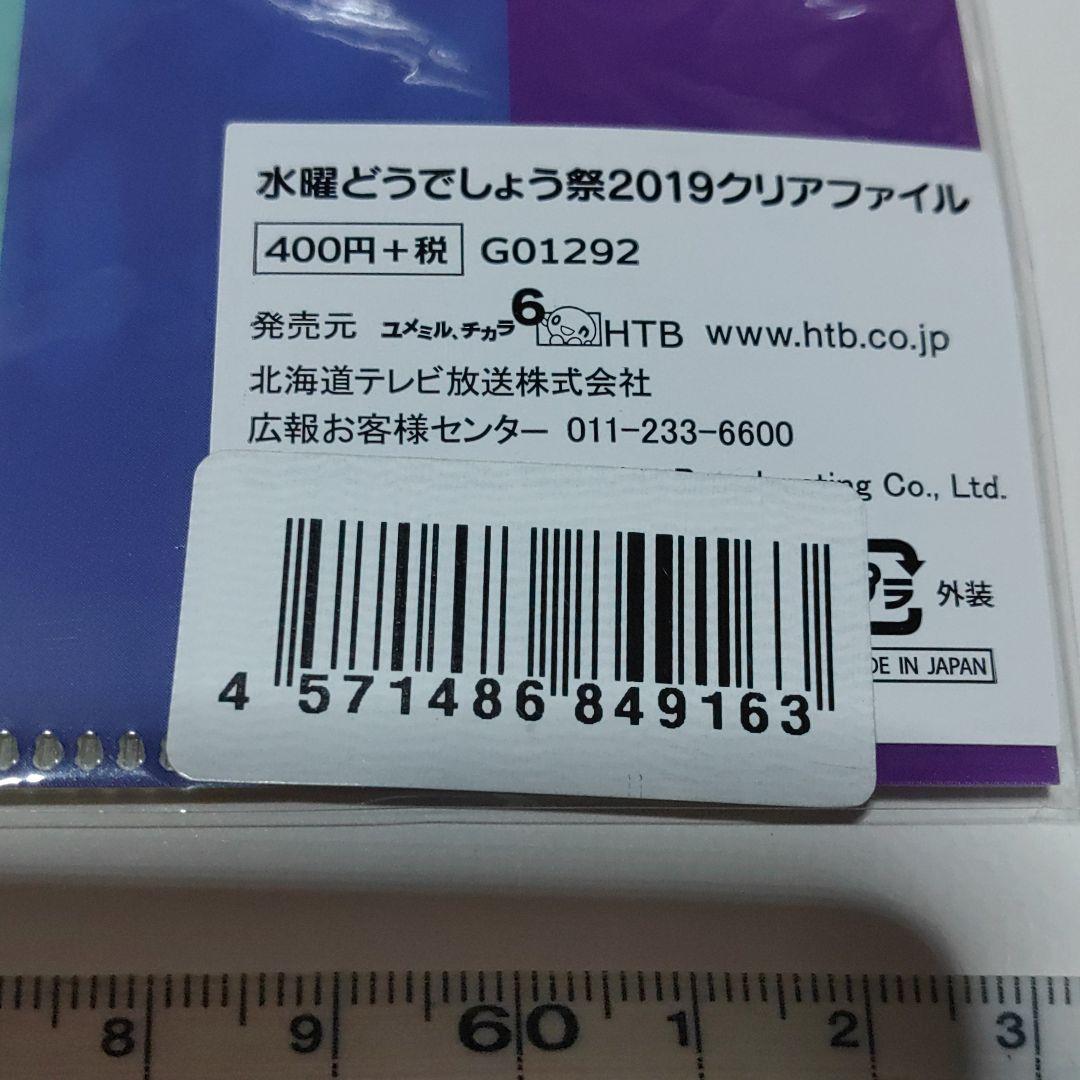 水曜どうでしょう祭2019クリアファイル
400円+税 G01292
発売元 ユメミル、チカラ 6 HTB www.htb.co.jp
北海道テレビ放送株式会社
広報お客様センター 011-233-6600
Co., Ltd.
外装
IN JAPAN
4 571486 849163
8 9 60 1 2 3